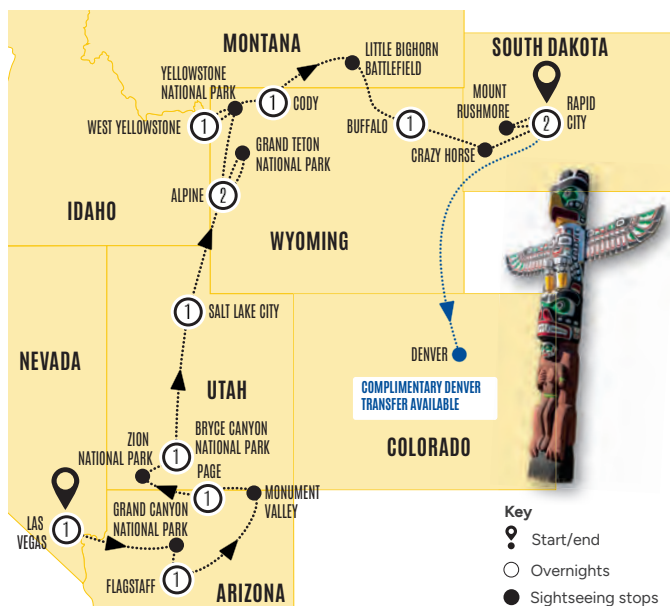 MONTANA
LITTLE BIGHORN
BATTLEFIELD
SOUTH DAKOTA
YELLOWSTONE
NATIONAL PARK
1
CODY
MOUNT
RUSHMORE
2
RAPID
CITY
WEST YELLOWSTONE
1
BUFFALO
1
CRAZY HORSE
GRAND TETON
NATIONAL PARK
ALPINE
2
IDAHO
WYOMING
1
SALT LAKE CITY
NEVADA
UTAH
DENVER
COMPLIMENTARY DENVER
TRANSFER AVAILABLE
COLORADO
ZION
NATIONAL PARK
1
BRYCE CANYON
NATIONAL PARK
PAGE
1
MONUMENT
VALLEY
GRAND CANYON
NATIONAL PARK
LAS
VEGAS
1
FLAGSTAFF
1
ARIZONA
Key
Start/end
Overnights
Sightseeing stops